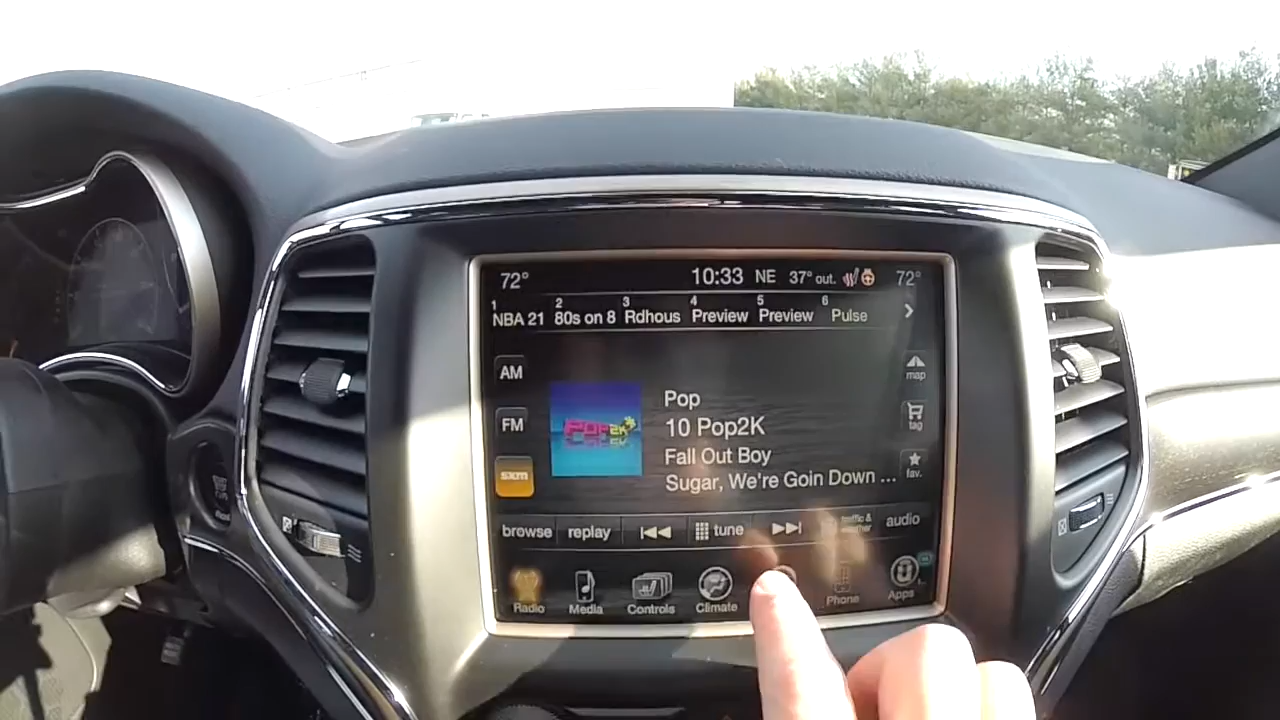 72° 10:33 NE 37° out. 72°
1 2 3 4 5 6
NBA 21 80s on 8 Rdhous Preview Preview Pulse
AM
map
Pop
FM
10 Pop2K
tag
POP2K
Fall Out Boy
sxm
Sugar, We're Goin Down ...
fav.
browse replay tune traffic & weather audio
Radio Media Controls Climate Phone Apps